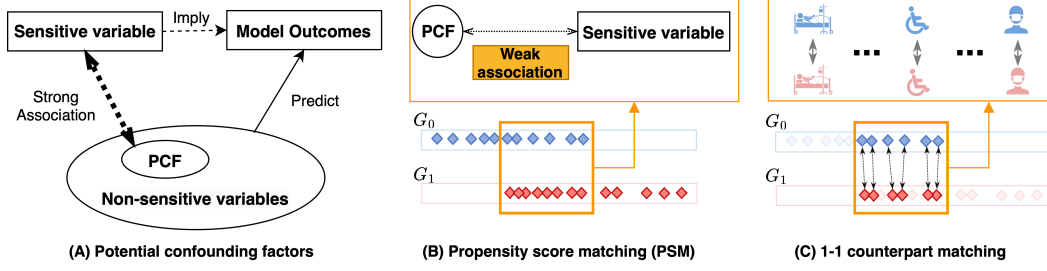 Sensitive variable
Imply
Model Outcomes
Strong
Association
Predict
PCF
Non-sensitive variables
(A) Potential confounding factors
PCF
Sensitive variable
Weak
association
G0
G1
(B) Propensity score matching (PSM)
G0
G1
(C) 1-1 counterpart matching